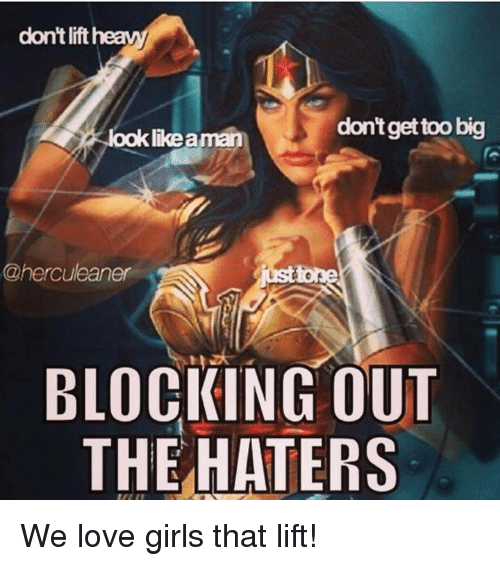 don't lift heavy
look like a man
don't get too big
@herculeaner
just tone
BLOCKING OUT
THE HATERS
We love girls that lift!